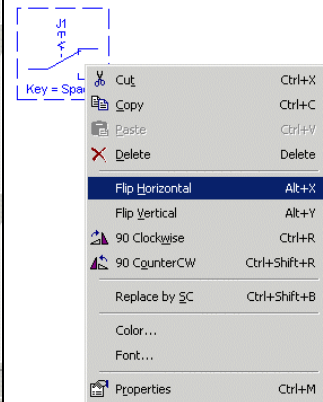 J1
Key = Spa
Cut Ctrl+X
Copy Ctrl+C
Paste Ctrl+V
Delete Delete
Flip Horizontal Alt+X
Flip Vertical Alt+Y
90 Clockwise Ctrl+R
90 CounterCW Ctrl+Shift+R
Replace by SC Ctrl+Shift+B
Color...
Font...
Properties Ctrl+M